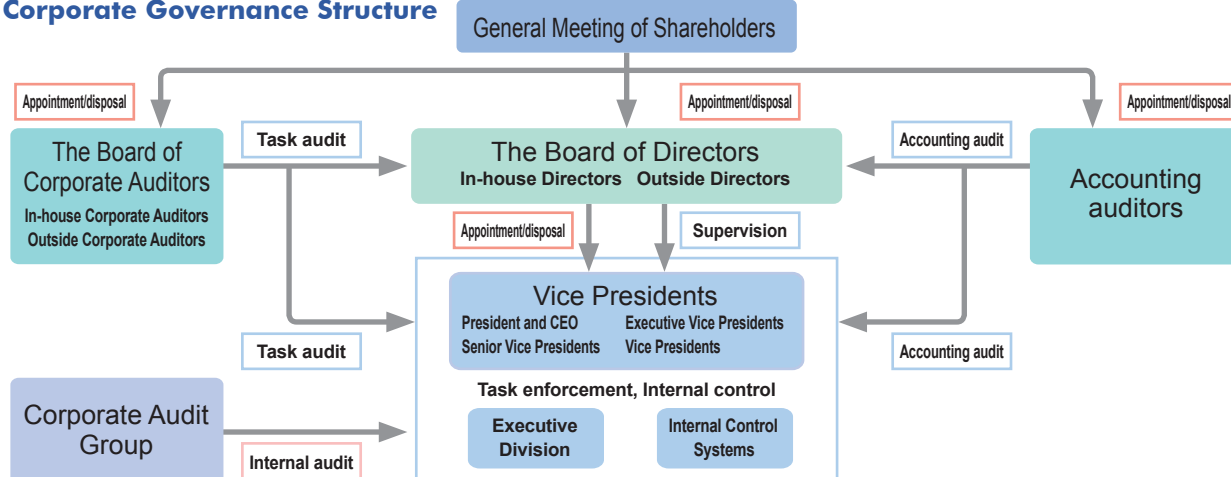 Corporate Governance Structure
General Meeting of Shareholders
Appointment/disposal
Appointment/disposal
Appointment/disposal
The Board of
Corporate Auditors
In-house Corporate Auditors
Outside Corporate Auditors
Task audit
The Board of Directors
In-house Directors Outside Directors
Accounting audit
Accounting
auditors
Appointment/disposal
Supervision
Vice Presidents
President and CEO Executive Vice Presidents
Senior Vice Presidents Vice Presidents
Task audit
Accounting audit
Task enforcement, Internal control
Corporate Audit
Group
Internal audit
Executive
Division
Internal Control
Systems